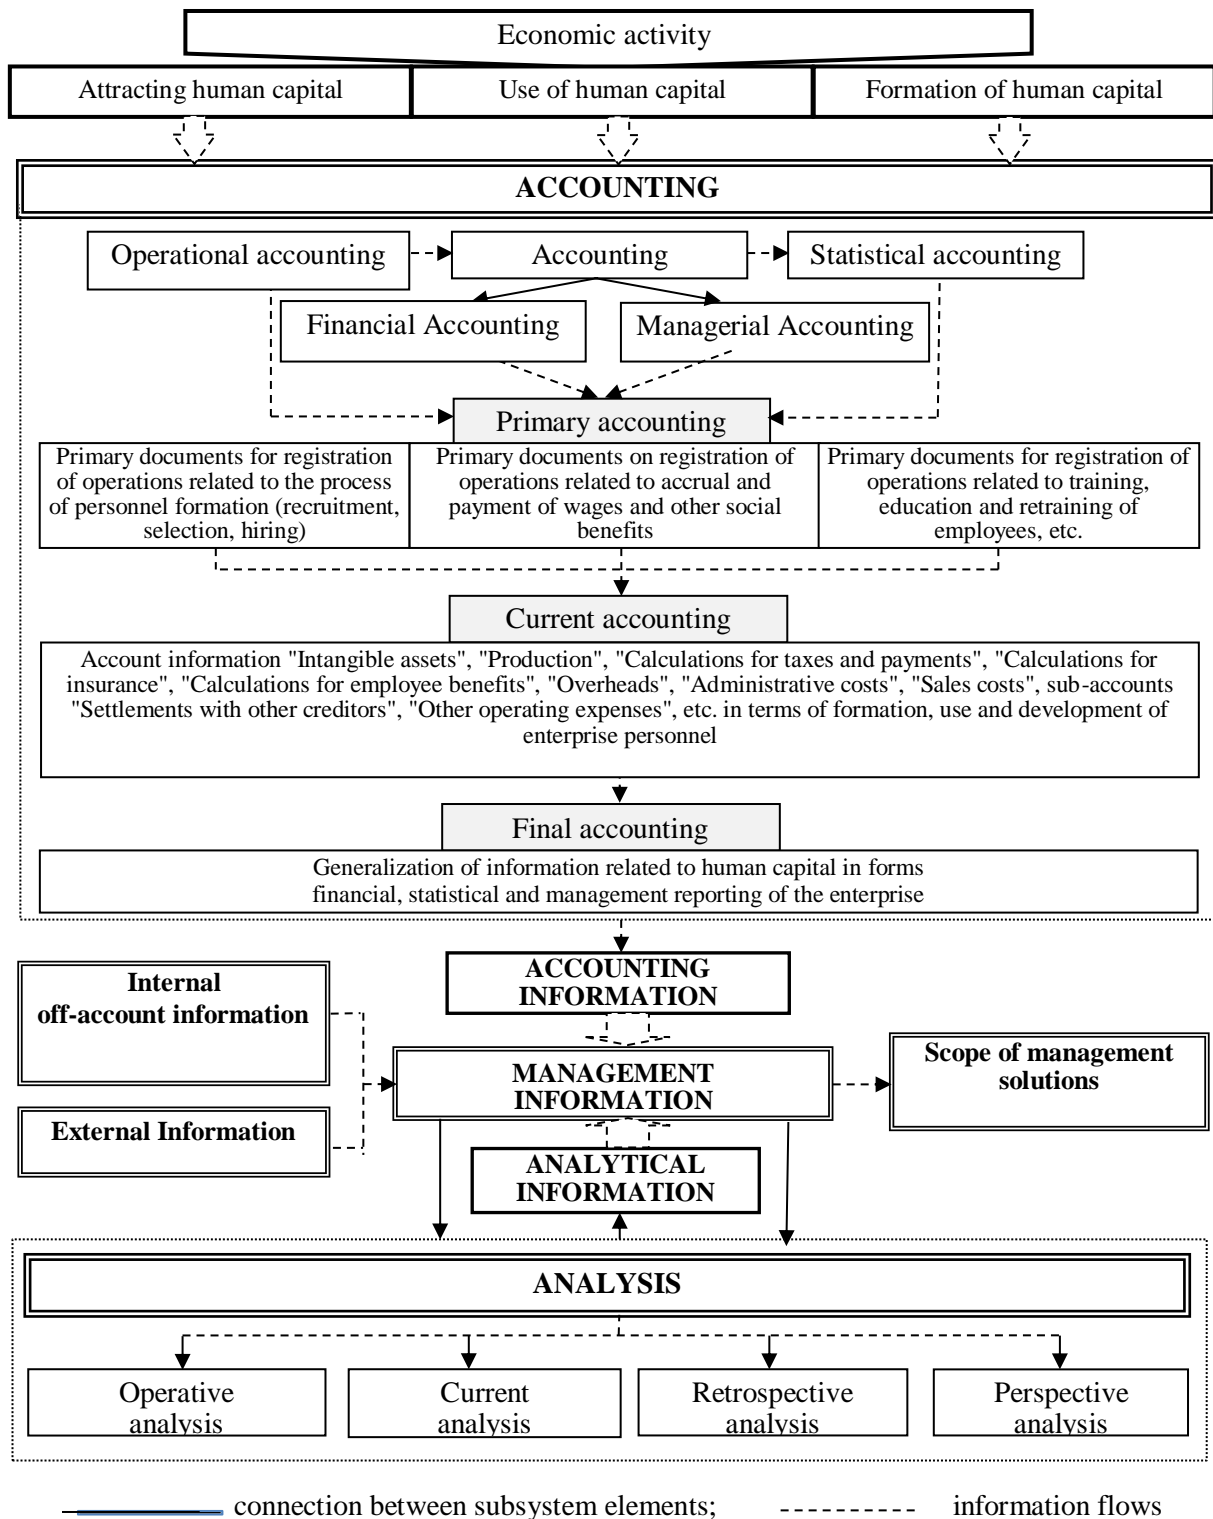 Economic activity
Attracting human capital
Use of human capital
Formation of human capital
ACCOUNTING
Operational accounting
Accounting
Statistical accounting
Financial Accounting
Managerial Accounting
Primary accounting
Primary documents for registration
of operations related to the process
of personnel formation (recruitment,
selection, hiring)
Primary documents on registration of
operations related to accrual and
payment of wages and other social
benefits
Primary documents for registration of
operations related to training,
education and retraining of
employees, etc.
Current accounting
Account information "Intangible assets", "Production", "Calculations for taxes and payments", "Calculations for
insurance", "Calculations for employee benefits", "Overheads", "Administrative costs", "Sales costs", sub-accounts
"Settlements with other creditors", "Other operating expenses", etc. in terms of formation, use and development of
enterprise personnel
Final accounting
Generalization of information related to human capital in forms
financial, statistical and management reporting of the enterprise
ACCOUNTING
INFORMATION
Internal
off-account information
MANAGEMENT
INFORMATION
Scope of management
solutions
External Information
ANALYTICAL
INFORMATION
ANALYSIS
Operative
analysis
Current
analysis
Retrospective
analysis
Perspective
analysis
connection between subsystem elements;
information flows